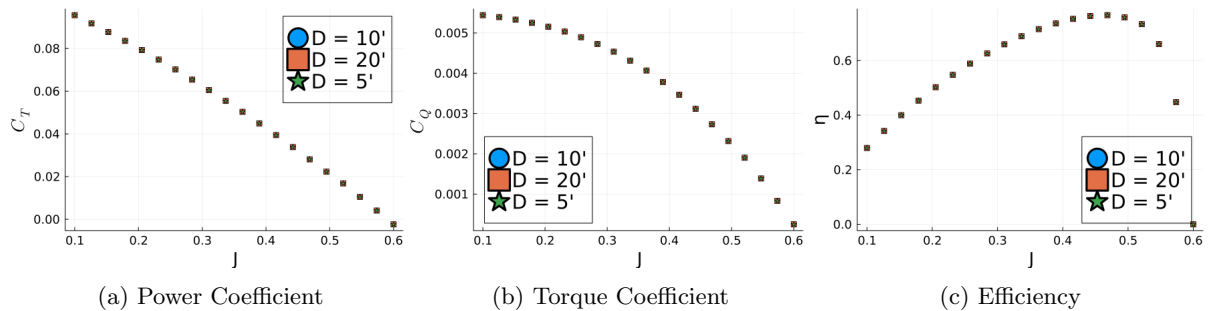 C_T
0.08
0.06
0.04
0.02
0.00
0.1 0.2 0.3 0.4 0.5 0.6
J
D = 10'
D = 20'
D = 5'
(a) Power Coefficient
C_Q
0.005
0.004
0.003
0.002
0.001
0.1 0.2 0.3 0.4 0.5 0.6
J
D = 10'
D = 20'
D = 5'
(b) Torque Coefficient
η
0.6
0.4
0.2
0.0
0.1 0.2 0.3 0.4 0.5 0.6
J
D = 10'
D = 20'
D = 5'
(c) Efficiency